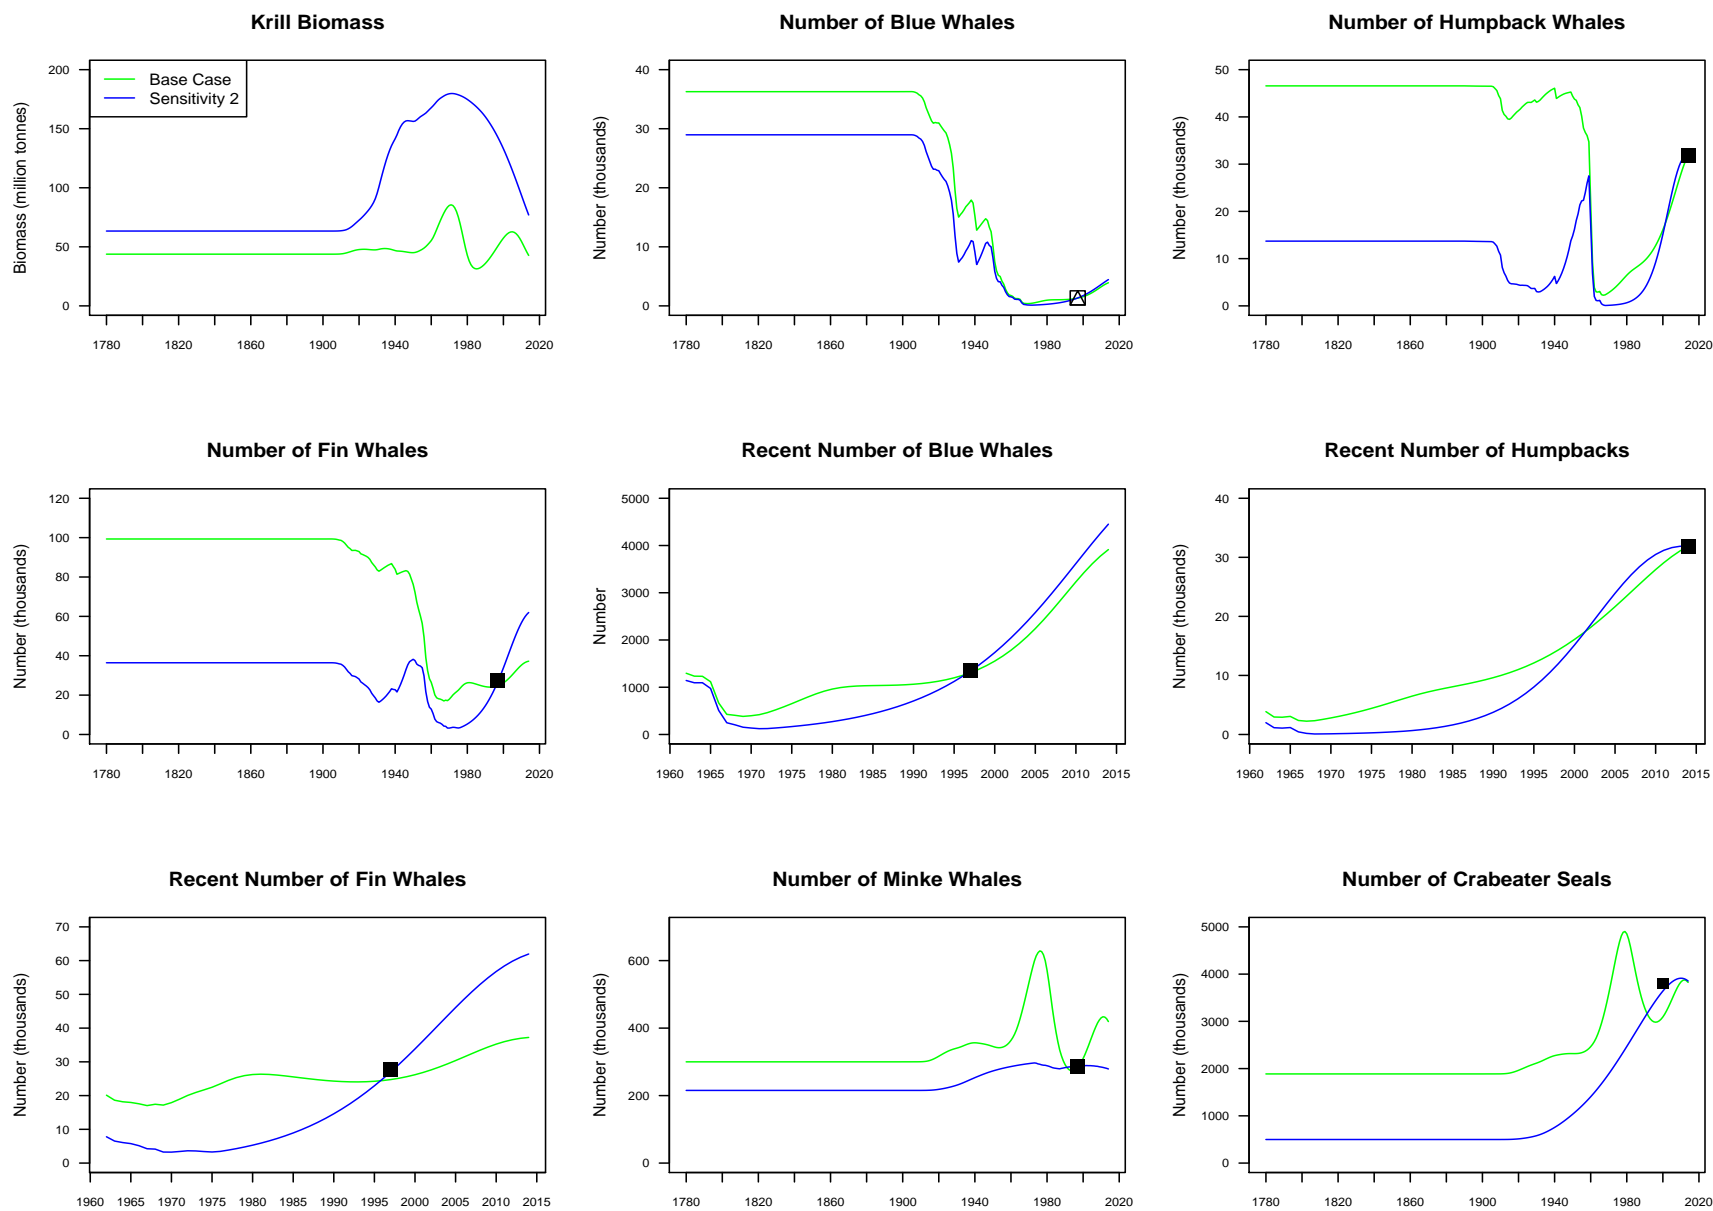 Krill Biomass
Biomass (million tonnes)
200
150
100
50
0
Base Case
Sensitivity 2
1780 1820 1860 1900 1940 1980 2020
Number of Blue Whales
Number (thousands)
40
30
20
10
0
1780 1820 1860 1900 1940 1980 2020
Number of Humpback Whales
Number (thousands)
50
40
30
20
10
0
1780 1820 1860 1900 1940 1980 2020
Number of Fin Whales
Number (thousands)
120
100
80
60
40
20
0
1780 1820 1860 1900 1940 1980 2020
Recent Number of Blue Whales
Number
5000
4000
3000
2000
1000
0
1960 1965 1970 1975 1980 1985 1990 1995 2000 2005 2010 2015
Recent Number of Humpbacks
Number (thousands)
40
30
20
10
0
1960 1965 1970 1975 1980 1985 1990 1995 2000 2005 2010 2015
Recent Number of Fin Whales
Number (thousands)
70
60
50
40
30
20
10
0
1960 1965 1970 1975 1980 1985 1990 1995 2000 2005 2010 2015
Number of Minke Whales
Number (thousands)
600
400
200
0
1780 1820 1860 1900 1940 1980 2020
Number of Crabeater Seals
Number (thousands)
5000
4000
3000
2000
1000
0
1780 1820 1860 1900 1940 1980 2020